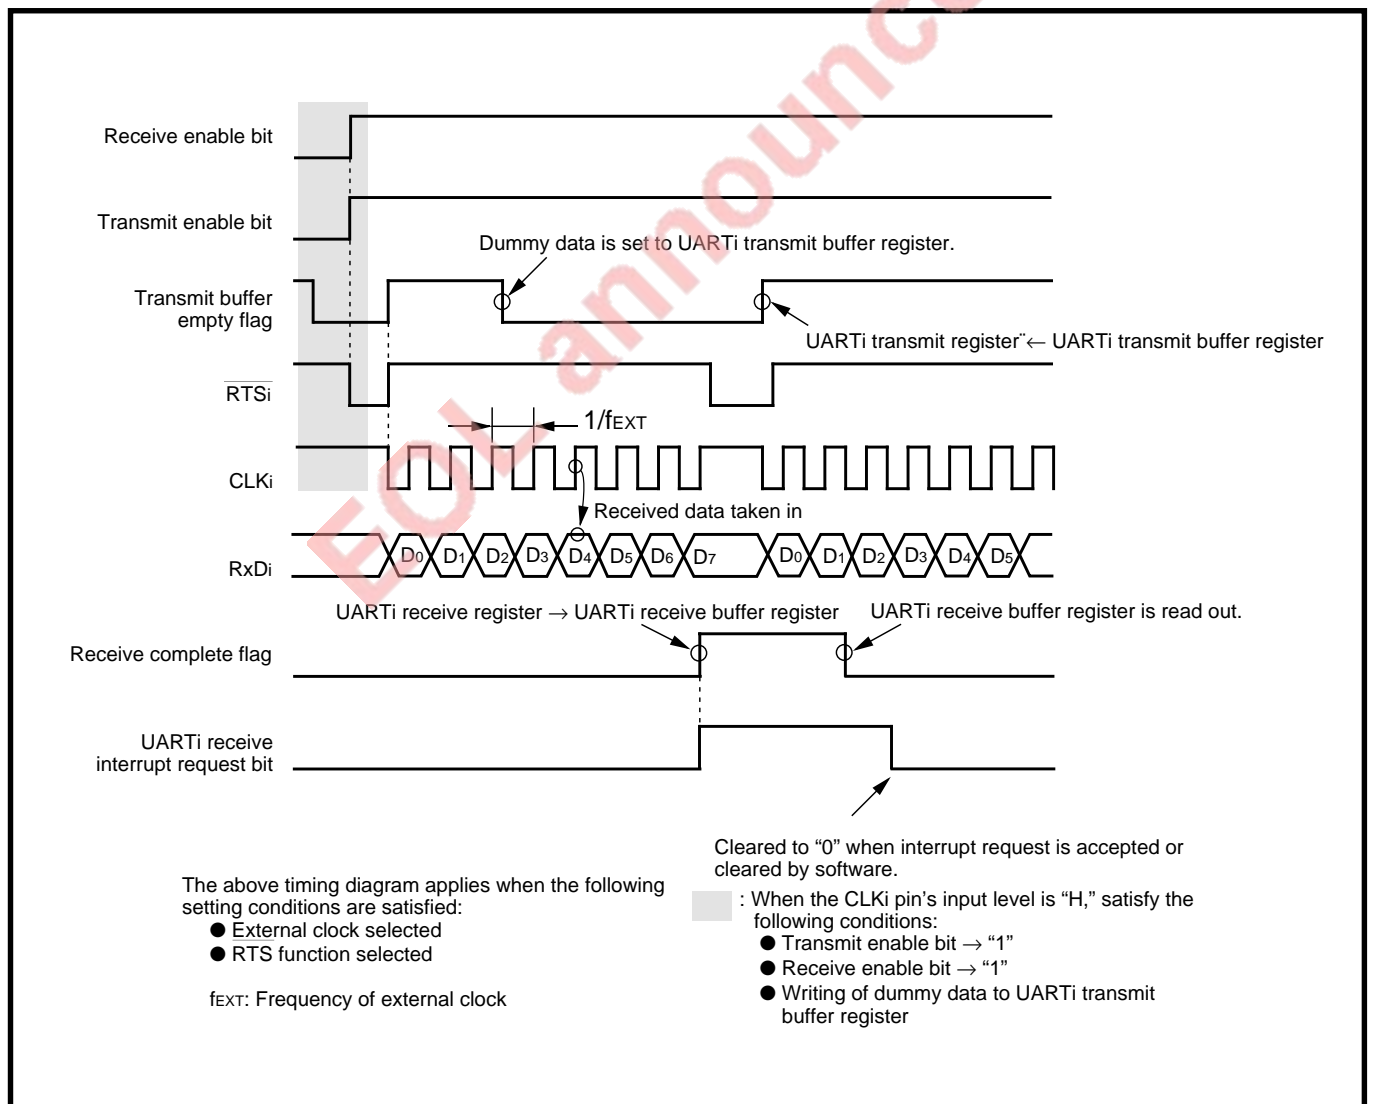 EOL announc
Receive enable bit
Transmit enable bit
Dummy data is set to UARTi transmit buffer register.
Transmit buffer
empty flag
UARTi transmit register¨← UARTi transmit buffer register
RTSi
1/fEXT
CLKi
Received data taken in
RxDi
D0 D1 D2 D3 D4 D5 D6 D7 D0 D1 D2 D3 D4 D5
UARTi receive register → UARTi receive buffer register
UARTi receive buffer register is read out.
Receive complete flag
UARTi receive
interrupt request bit
Cleared to “0” when interrupt request is accepted or
cleared by software.
The above timing diagram applies when the following
setting conditions are satisfied:
● External clock selected
● RTS function selected
fEXT: Frequency of external clock
: When the CLKi pin’s input level is “H,” satisfy the
following conditions:
● Transmit enable bit → “1”
● Receive enable bit → “1”
● Writing of dummy data to UARTi transmit
buffer register